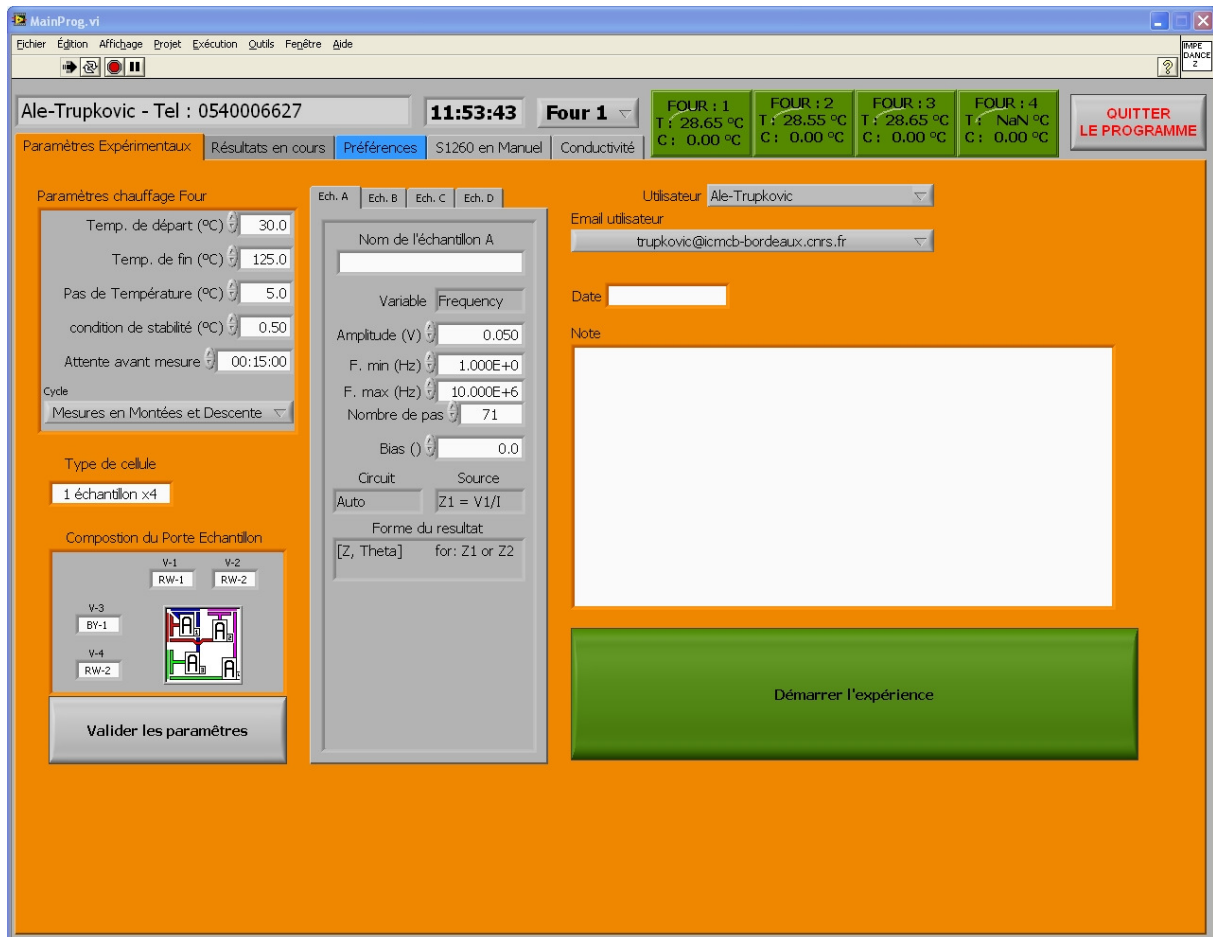 MainProg.vi
Fichier Édition Affichage Projet Exécution Outils Fenêtre Aide
IMPE
DANCE
Z
Ale-Trupkovic - Tel : 0540006627
11:53:43
Four 1
FOUR : 1
T : 28.65 °C
C : 0.00 °C
FOUR : 2
T : 28.55 °C
C : 0.00 °C
FOUR : 3
T : 28.65 °C
C : 0.00 °C
FOUR : 4
T : NaN °C
C : 0.00 °C
QUITTER
LE PROGRAMME
Paramètres Expérimentaux
Résultats en cours
Préférences
S1260 en Manuel
Conductivité
Paramètres chauffage Four
Temp. de départ (°C) 30.0
Temp. de fin (°C) 125.0
Pas de Température (°C) 5.0
condition de stabilité (°C) 0.50
Attente avant mesure 00:15:00
Cycle
Mesures en Montées et Descente
Type de cellule
1 échantillon x4
Compostion du Porte Echantillon
V-1 V-2
RW-1 RW-2
V-3
BY-1
V-4
RW-2
A A
A A
Valider les paramètres
Ech. A Ech. B Ech. C Ech. D
Nom de l'échantillon A
Variable Frequency
Amplitude (V) 0.050
F. min (Hz) 1.000E+0
F. max (Hz) 10.000E+6
Nombre de pas 71
Bias () 0.0
Circuit Source
Auto Z1 = V1/I
Forme du resultat
[Z, Theta] for: Z1 or Z2
Utilisateur Ale-Trupkovic
Email utilisateur
trupkovic@icmcb-bordeaux.cnrs.fr
Date
Note
Démarrer l'expérience